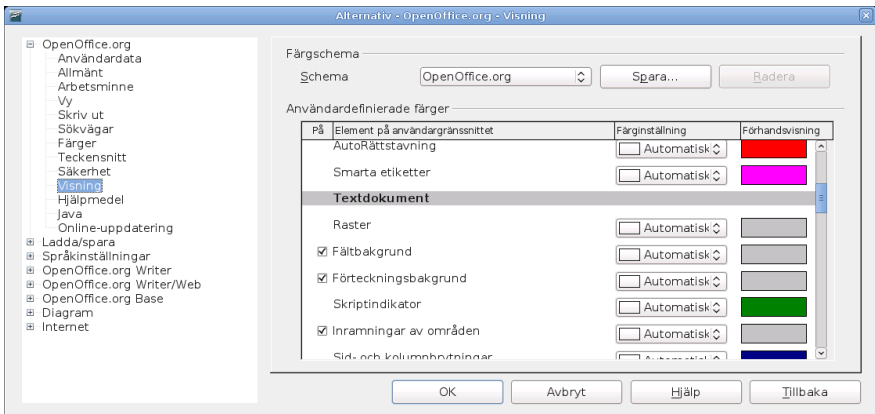 Alternativ - OpenOffice.org - Visning
OpenOffice.org
Användardata
Allmänt
Arbetsminne
Vy
Skriv ut
Sökvägar
Färger
Teckensnitt
Säkerhet
Visning
Hjälpmedel
Java
Online-uppdatering
Ladda/spara
Språkinställningar
OpenOffice.org Writer
OpenOffice.org Writer/Web
OpenOffice.org Base
Diagram
Internet
Färgschema
Schema OpenOffice.org Spara... Radera
Användardefinierade färger
På Element på användargränssnittet Färginställning Förhandsvisning
AutoRättstavning Automatisk
Smarta etiketter Automatisk
Textdokument
Raster Automatisk
Fältbakgrund Automatisk
Förteckningsbakgrund Automatisk
Skriptindikator Automatisk
Inramningar av områden Automatisk
Sid- och kolumnbrytningar Automatisk
OK Avbryt Hjälp Tillbaka